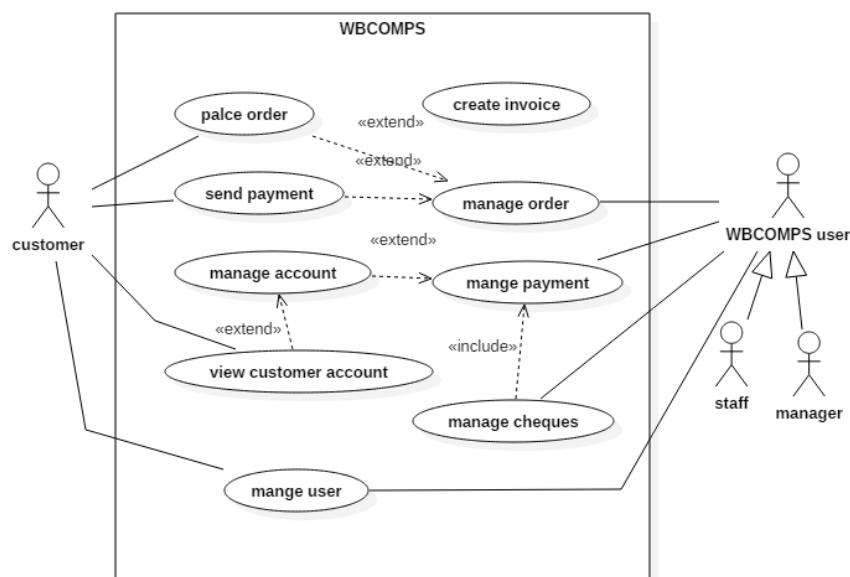 WBCOMPS
create invoice
palce order
«extend»
«extend»
send payment
manage order
customer
WBCOMPS user
«extend»
manage account
mange payment
«extend»
«include»
view customer account
staff
manager
manage cheques
mange user